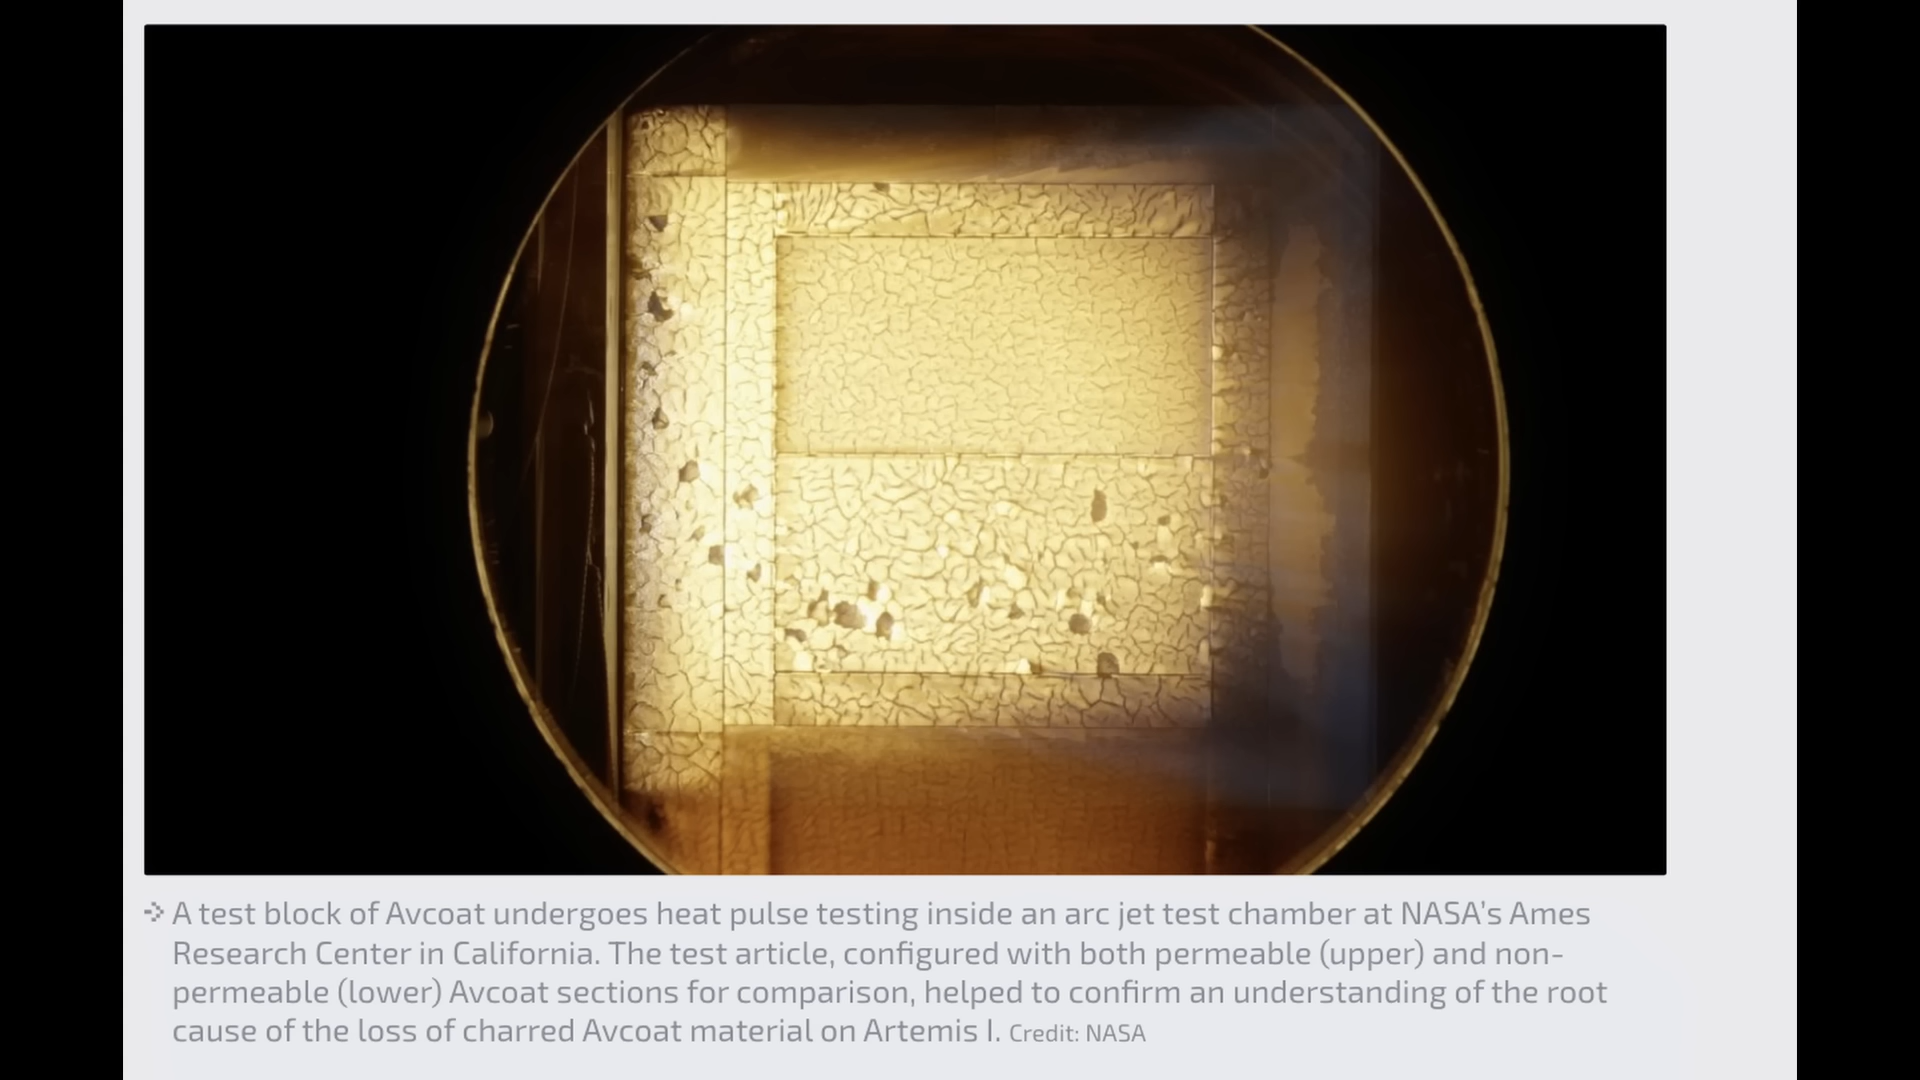 A test block of Avcoat undergoes heat pulse testing inside an arc jet test chamber at NASA’s Ames
Research Center in California. The test article, configured with both permeable (upper) and non-
permeable (lower) Avcoat sections for comparison, helped to confirm an understanding of the root
cause of the loss of charred Avcoat material on Artemis I. Credit: NASA